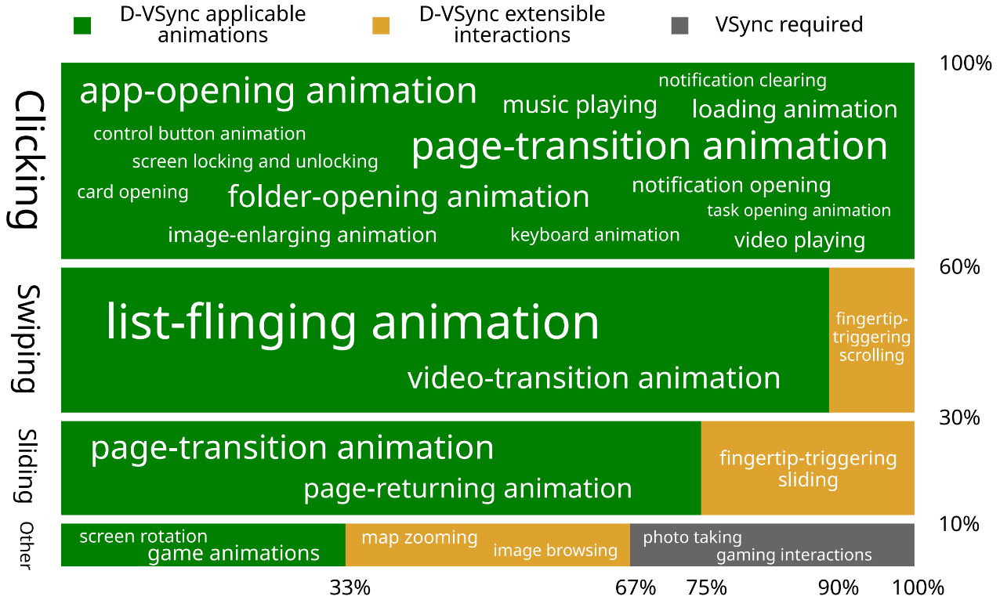 D-VSync applicable
animations
D-VSync extensible
interactions
VSync required
100%
Clicking
app-opening animation
notification clearing
music playing
loading animation
control button animation
page-transition animation
screen locking and unlocking
card opening
folder-opening animation
notification opening
task opening animation
image-enlarging animation
keyboard animation
video playing
60%
Swiping
list-flinging animation
video-transition animation
fingertip-
triggering
scrolling
30%
Sliding
page-transition animation
page-returning animation
fingertip-triggering
sliding
10%
Other
screen rotation
game animations
map zooming
image browsing
photo taking
gaming interactions
33%
67%
75%
90%
100%